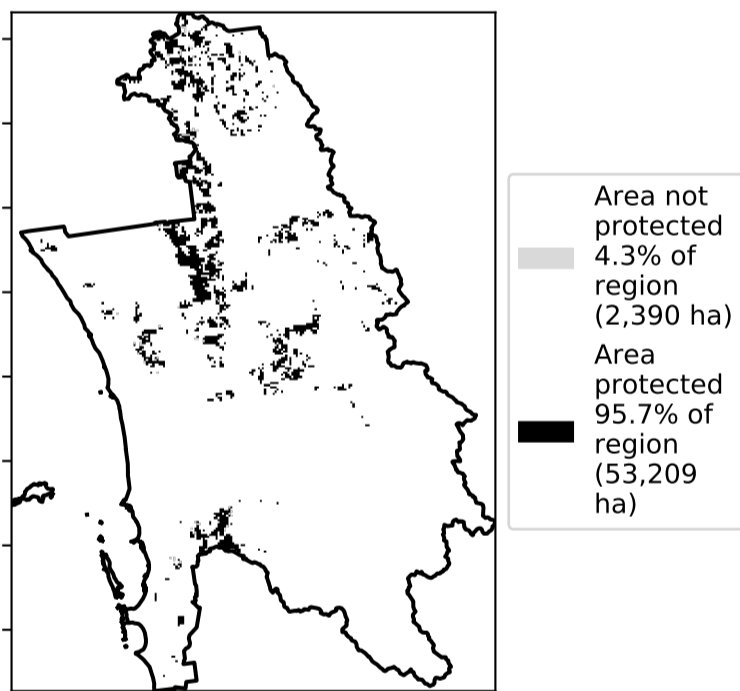 Area not
protected
4.3% of
region
(2,390 ha)
Area
protected
95.7% of
region
(53,209
ha)